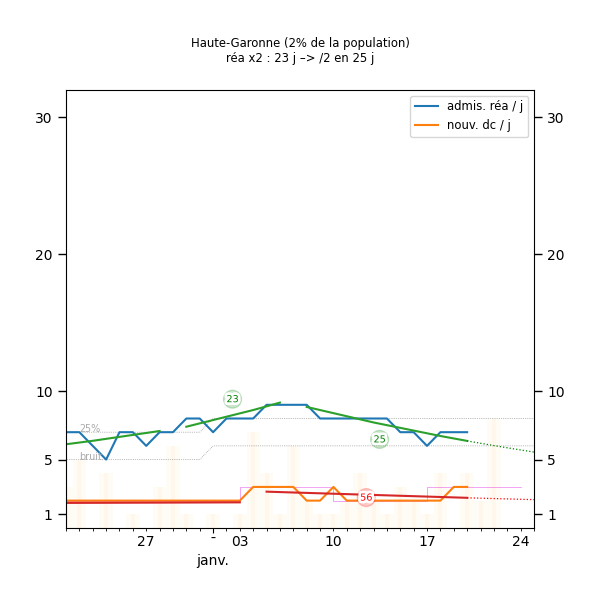 Haute-Garonne (2% de la population)
réa x2 : 23 j –> /2 en 25 j
admis. réa / j
nouv. dc / j
30 30
20 20
10 10
5 5
1 1
25%
bruit
23
25
56
27 - 03 10 17 24
janv.